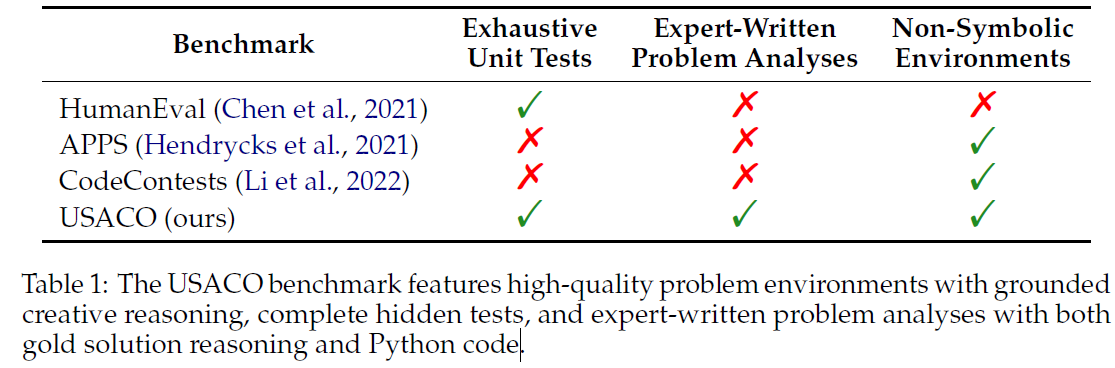 Benchmark Exhaustive Unit Tests Expert-Written Problem Analyses Non-Symbolic Environments
HumanEval (Chen et al., 2021) ✓ ✗ ✗
APPS (Hendrycks et al., 2021) ✗ ✗ ✓
CodeContests (Li et al., 2022) ✗ ✗ ✓
USACO (ours) ✓ ✓ ✓
Table 1: The USACO benchmark features high-quality problem environments with grounded
creative reasoning, complete hidden tests, and expert-written problem analyses with both
gold solution reasoning and Python code.